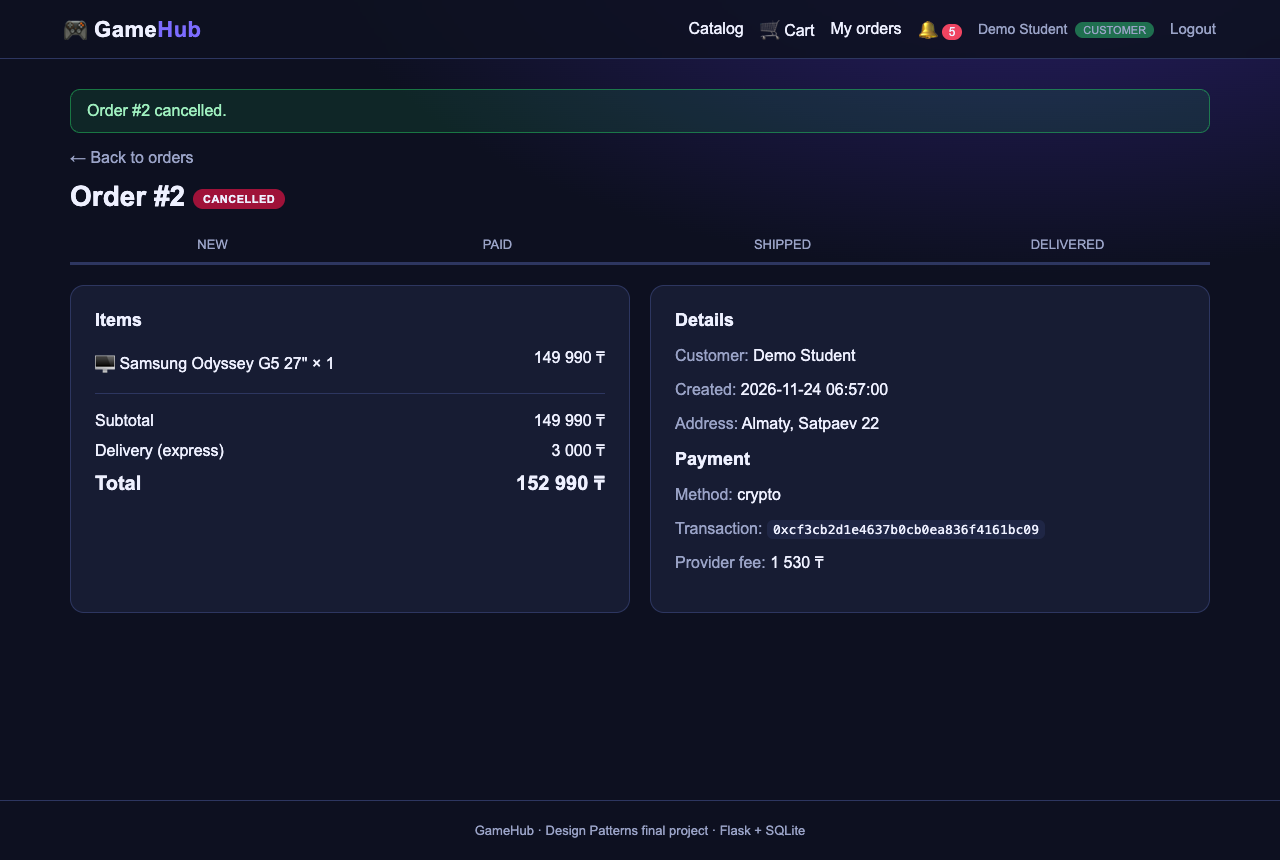 GameHub
Catalog Cart My orders 5 Demo Student CUSTOMER Logout
Order #2 cancelled.
← Back to orders
Order #2 CANCELLED
NEW PAID SHIPPED DELIVERED
Items
Samsung Odyssey G5 27" × 1 149 990 ₸
Subtotal 149 990 ₸
Delivery (express) 3 000 ₸
Total 152 990 ₸
Details
Customer: Demo Student
Created: 2026-11-24 06:57:00
Address: Almaty, Satpaev 22
Payment
Method: crypto
Transaction: 0xcf3cb2d1e4637b0cb0ea836f4161bc09
Provider fee: 1 530 ₸
GameHub · Design Patterns final project · Flask + SQLite